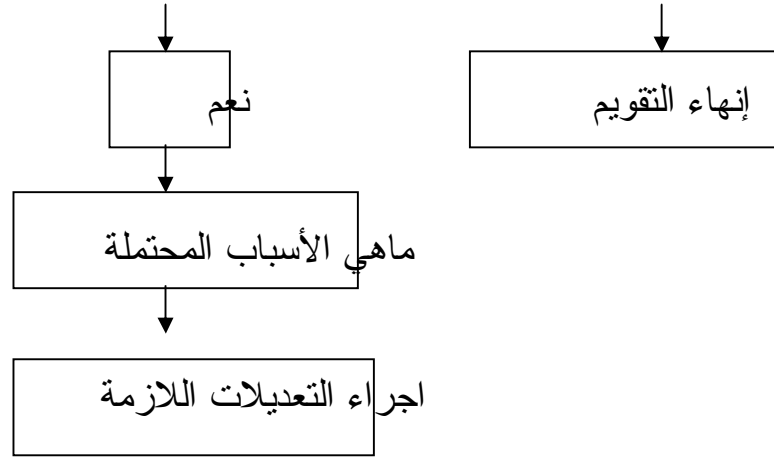 إنهاء التقويم
نعم
ماهي الأسباب المحتملة
اجراء التعديلات اللازمة